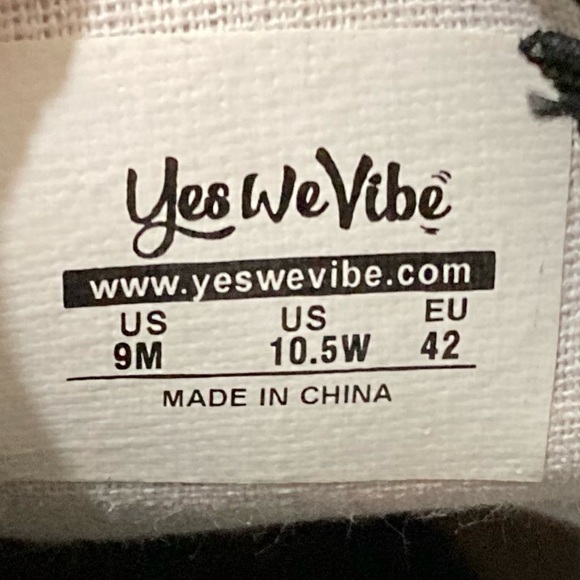 Yes We Vibe
www.yeswevibe.com
US US EU
9M 10.5W 42
MADE IN CHINA